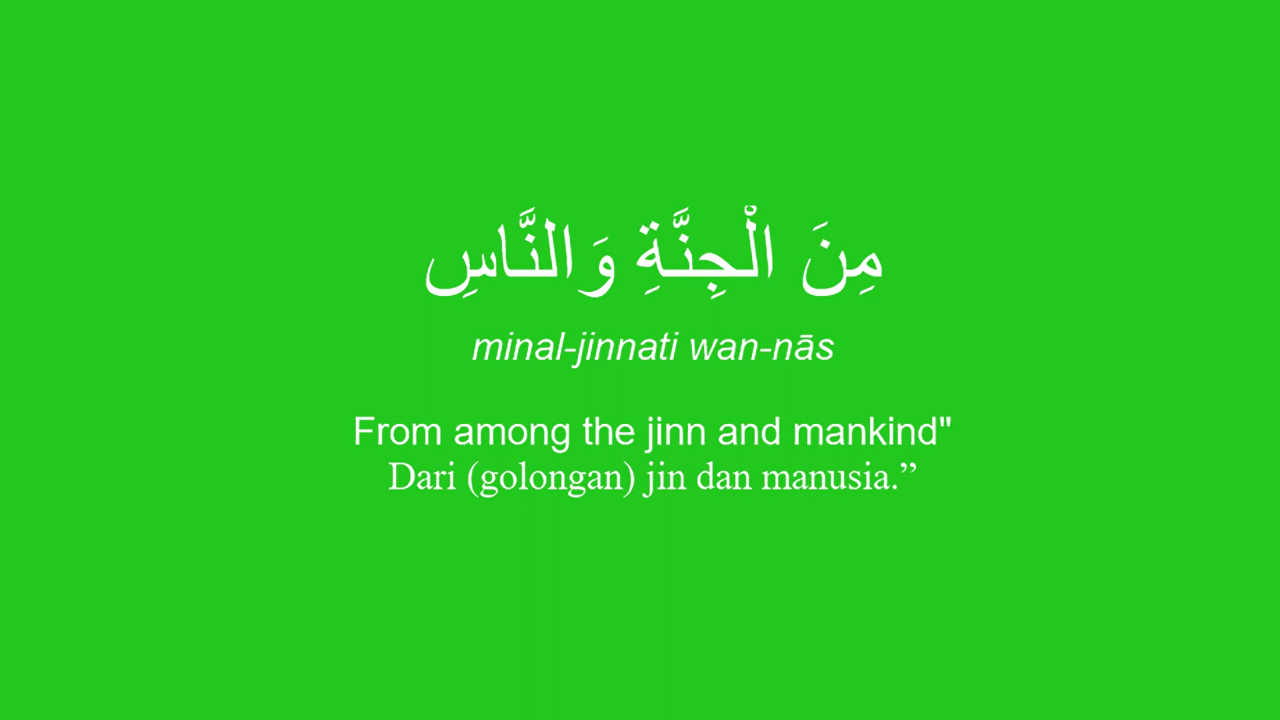 مِنَ الْجِنَّةِ وَالنَّاسِ
minal-jinnati wan-nās
From among the jinn and mankind"
Dari (golongan) jin dan manusia.”